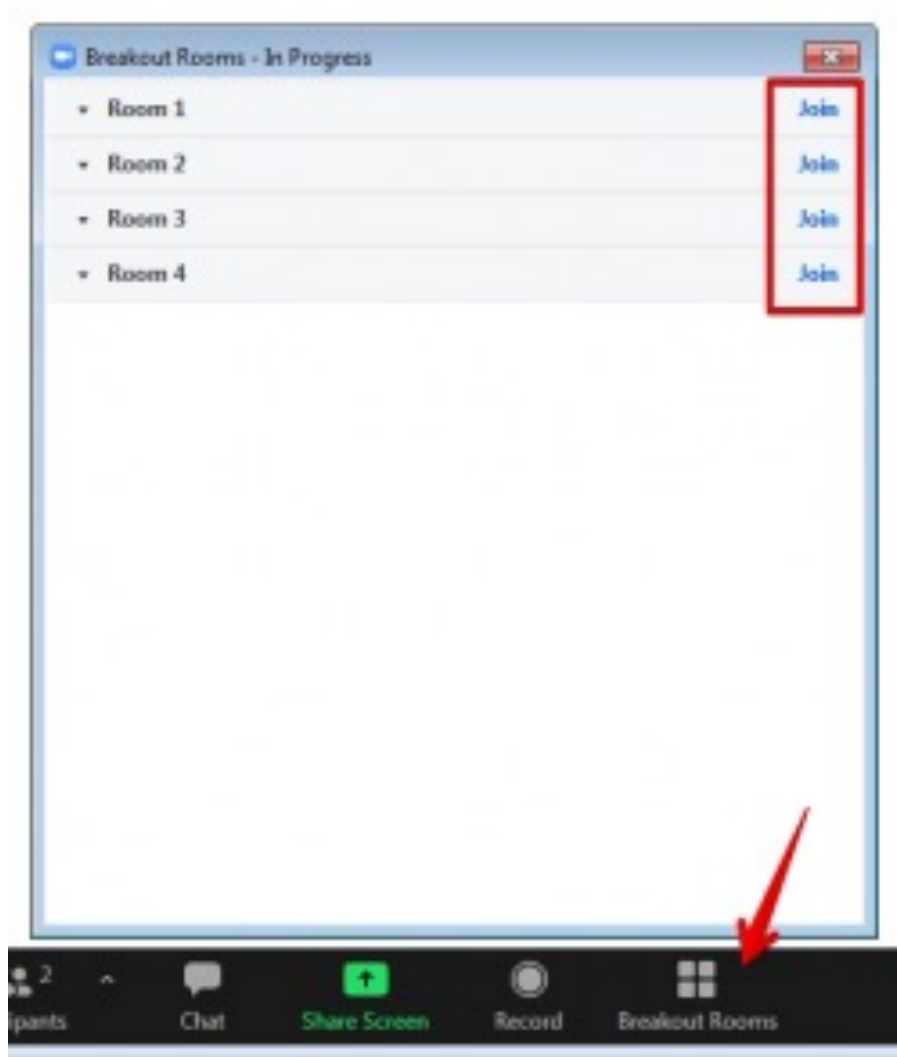 Breakout Rooms - In Progress
Room 1 Join
Room 2 Join
Room 3 Join
Room 4 Join
2
ipants Chat Share Screen Record Breakout Rooms